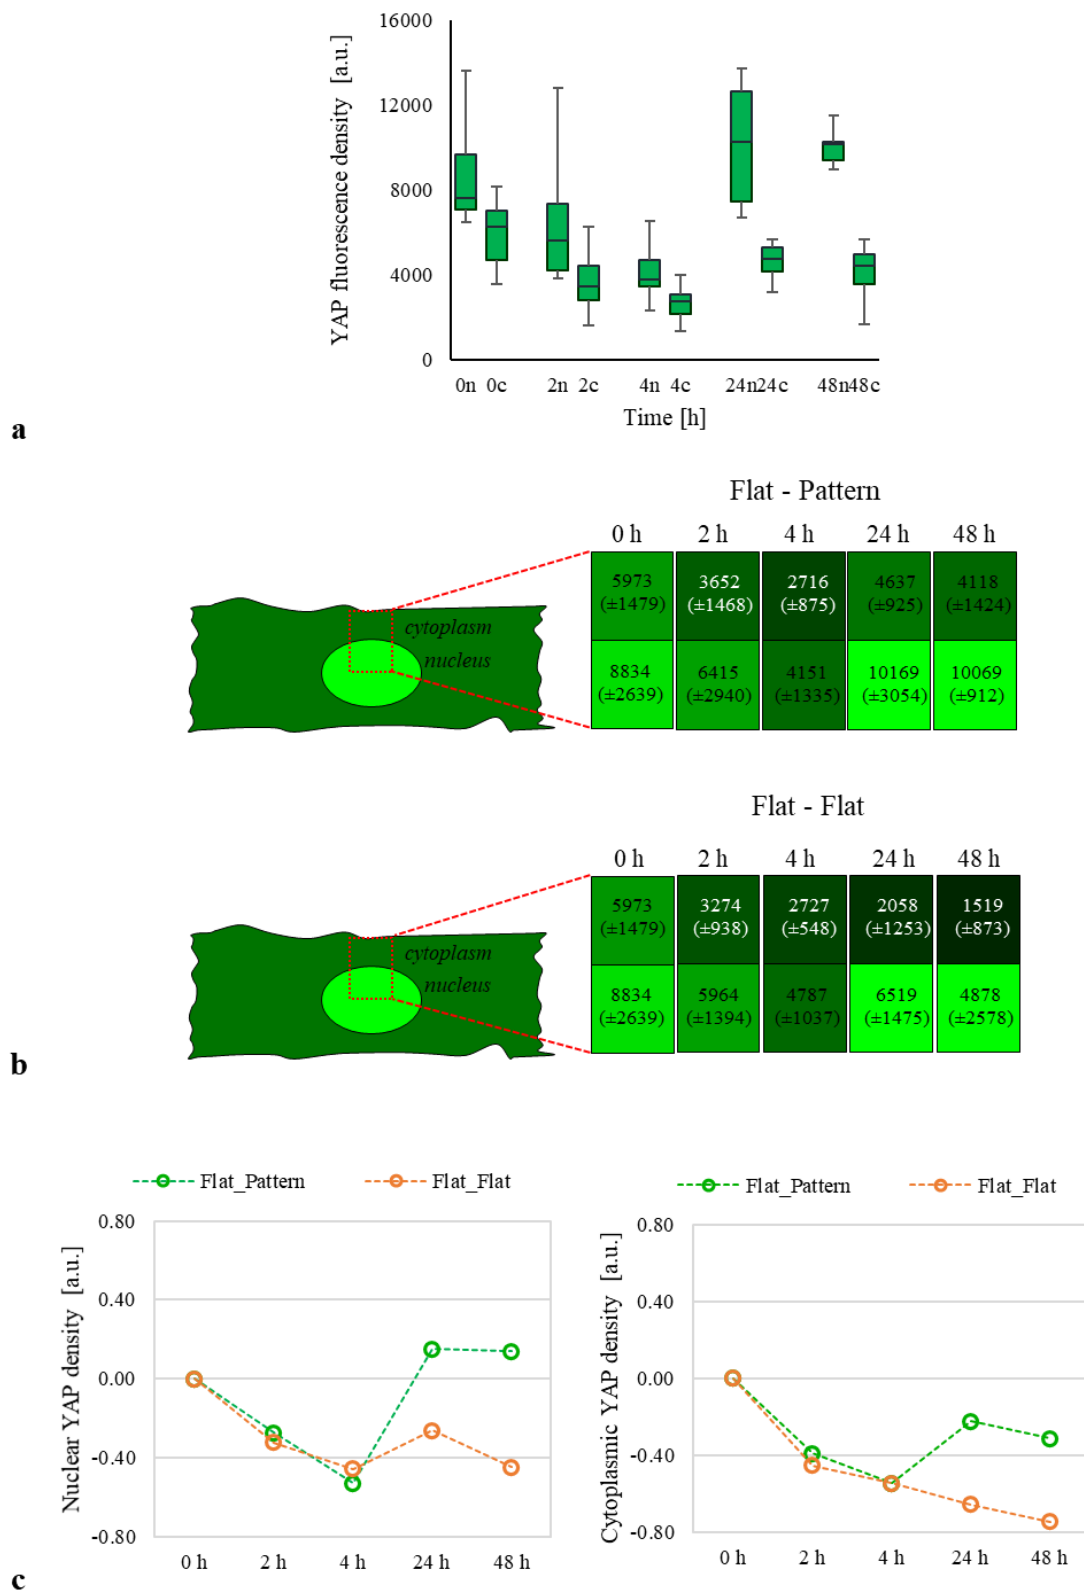 YAP fluorescence density [a.u.]
16000
12000
8000
4000
0
0n 0c 2n 2c 4n 4c 24n 24c 48n 48c
Time [h]
a
Flat - Pattern
0 h 2 h 4 h 24 h 48 h
5973 3652 2716 4637 4118
(±1479) (±1468) (±875) (±925) (±1424)
cytoplasm
nucleus
8834 6415 4151 10169 10069
(±2639) (±2940) (±1335) (±3054) (±912)
Flat - Flat
0 h 2 h 4 h 24 h 48 h
5973 3274 2727 2058 1519
(±1479) (±938) (±548) (±1253) (±873)
cytoplasm
nucleus
8834 5964 4787 6519 4878
(±2639) (±1394) (±1037) (±1475) (±2578)
b
Flat_Pattern Flat_Flat
Nuclear YAP density [a.u.]
0.80
0.40
0.00
-0.40
-0.80
0 h 2 h 4 h 24 h 48 h
Flat_Pattern Flat_Flat
Cytoplasmic YAP density [a.u.]
0.80
0.40
0.00
-0.40
-0.80
0 h 2 h 4 h 24 h 48 h
c